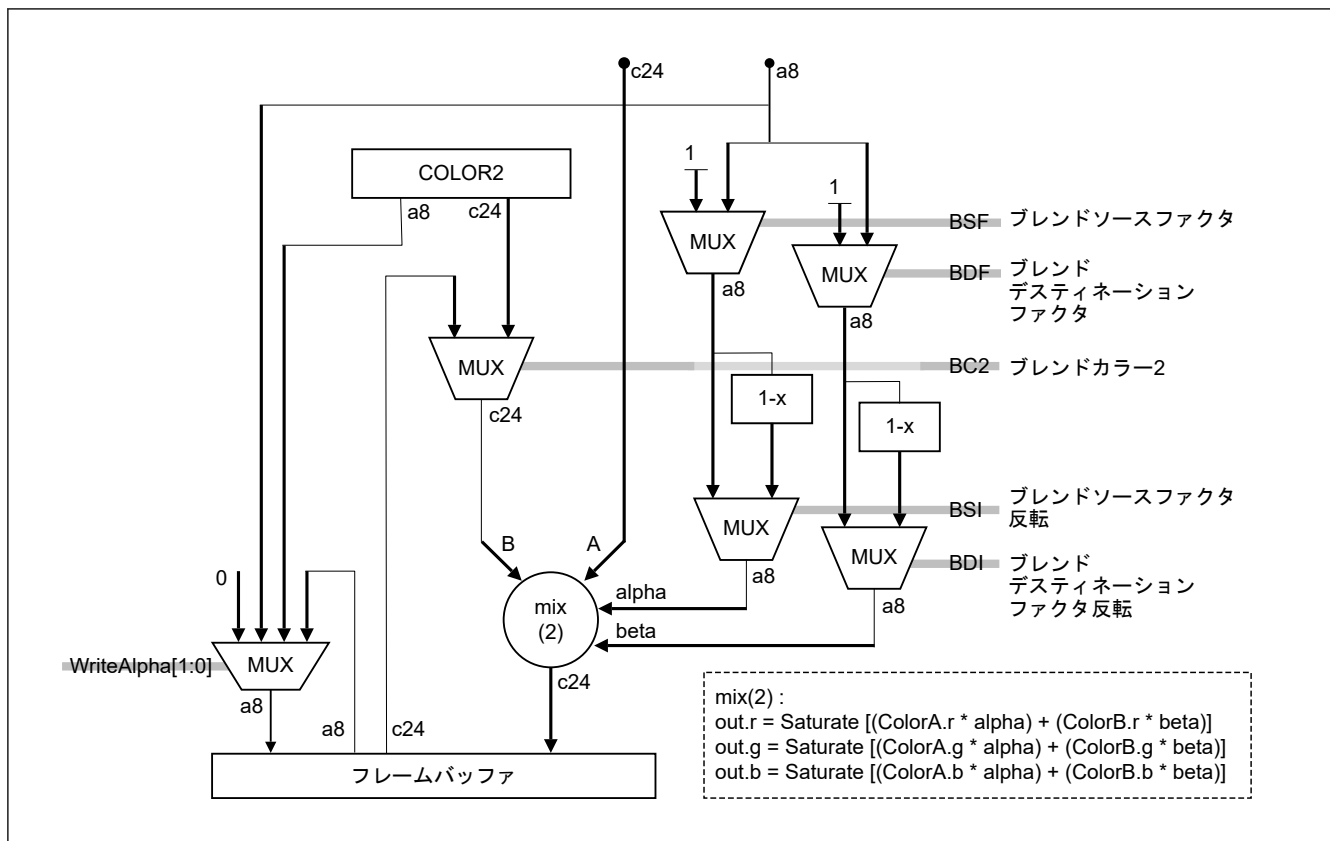 c24
a8
1
COLOR2
1
a8
c24
MUX
BSF ブレンドソースファクタ
MUX
BDF ブレンド
デスティネーション
ファクタ
a8
a8
MUX
BC2 ブレンドカラー2
1-x
c24
1-x
MUX
BSI ブレンドソースファクタ
反転
B
A
MUX
BDI ブレンド
デスティネーション
ファクタ反転
a8
0
alpha
a8
mix
(2)
beta
WriteAlpha[1:0]
MUX
c24
a8
a8
c24
フレームバッファ
mix(2) :
out.r = Saturate [(ColorA.r * alpha) + (ColorB.r * beta)]
out.g = Saturate [(ColorA.g * alpha) + (ColorB.g * beta)]
out.b = Saturate [(ColorA.b * alpha) + (ColorB.b * beta)]